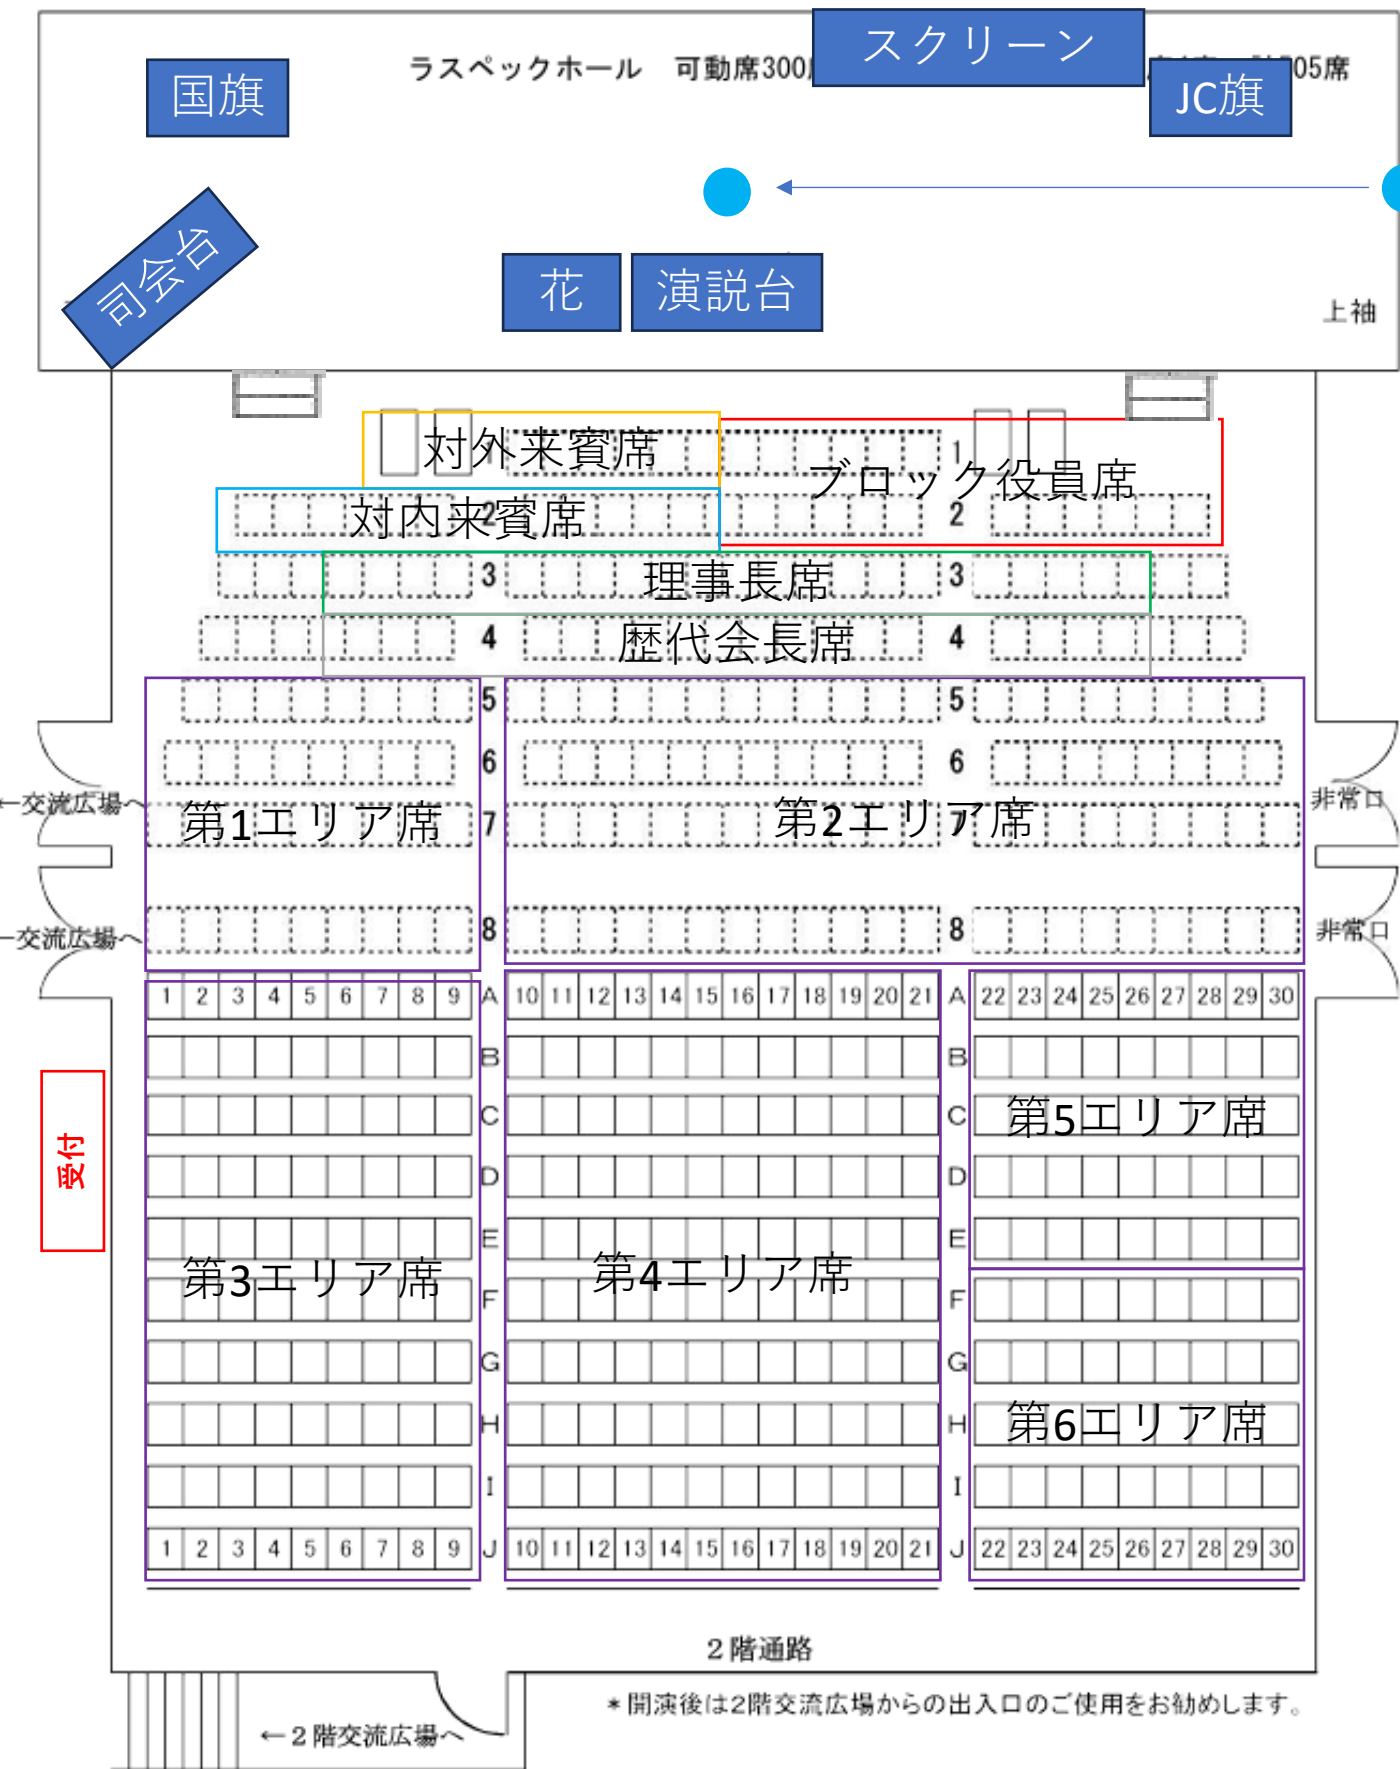 スクリーン
ラスペックホール 可動席300 05席
国旗
JC旗
司会台
花
演説台
上袖
対外来賓席
1
1
ブロック役員席
対内来賓席
2
2
3
理事長席
3
4
歴代会長席
4
5
5
6
6
←交流広場へ
第1エリア席
7
第2エリア席
7
非常口
←交流広場へ
8
8
非常口
1 2 3 4 5 6 7 8 9 A 10 11 12 13 14 15 16 17 18 19 20 21 A 22 23 24 25 26 27 28 29 30
B
B
受付
C
C
第5エリア席
D
D
E
E
第3エリア席
第4エリア席
F
F
G
G
H
H
第6エリア席
I
I
1 2 3 4 5 6 7 8 9 J 10 11 12 13 14 15 16 17 18 19 20 21 J 22 23 24 25 26 27 28 29 30
2階通路
*開演後は2階交流広場からの出入口のご使用をお勧めします。
←2階交流広場へ